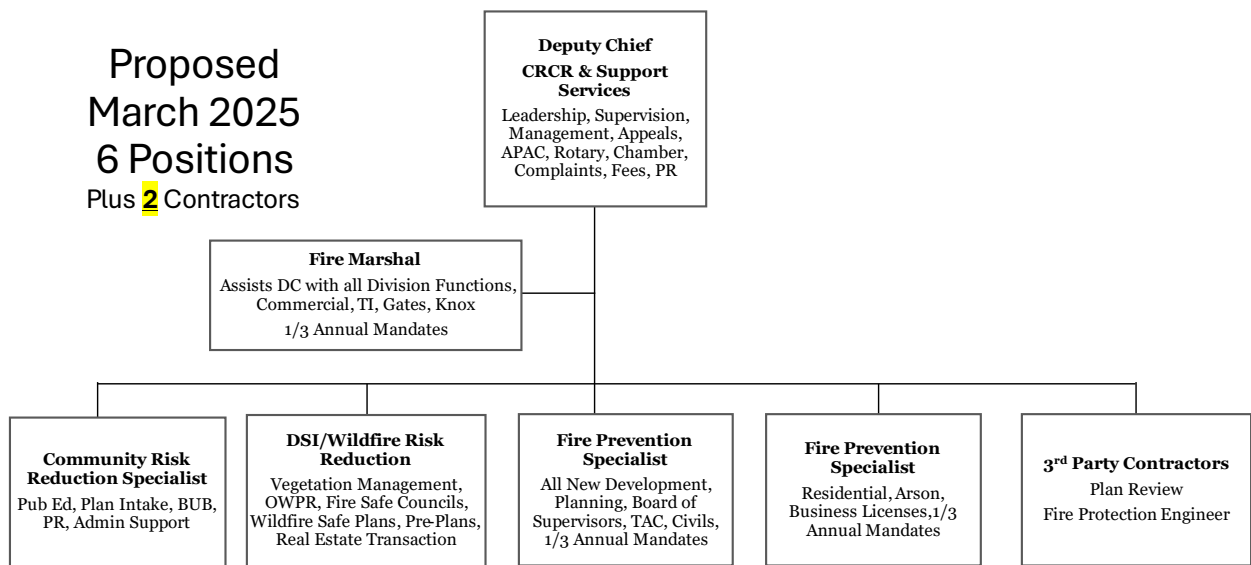 Proposed
March 2025
6 Positions
Plus 2 Contractors
Deputy Chief
CRCR & Support
Services
Leadership, Supervision,
Management, Appeals,
APAC, Rotary, Chamber,
Complaints, Fees, PR
Fire Marshal
Assists DC with all Division Functions,
Commercial, TI, Gates, Knox
1/3 Annual Mandates
Community Risk
Reduction Specialist
Pub Ed, Plan Intake, BUB,
PR, Admin Support
DSI/Wildfire Risk
Reduction
Vegetation Management,
OWPR, Fire Safe Councils,
Wildfire Safe Plans, Pre-Plans,
Real Estate Transaction
Fire Prevention
Specialist
All New Development,
Planning, Board of
Supervisors, TAC, Civils,
1/3 Annual Mandates
Fire Prevention
Specialist
Residential, Arson,
Business Licenses,1/3
Annual Mandates
3rd Party Contractors
Plan Review
Fire Protection Engineer